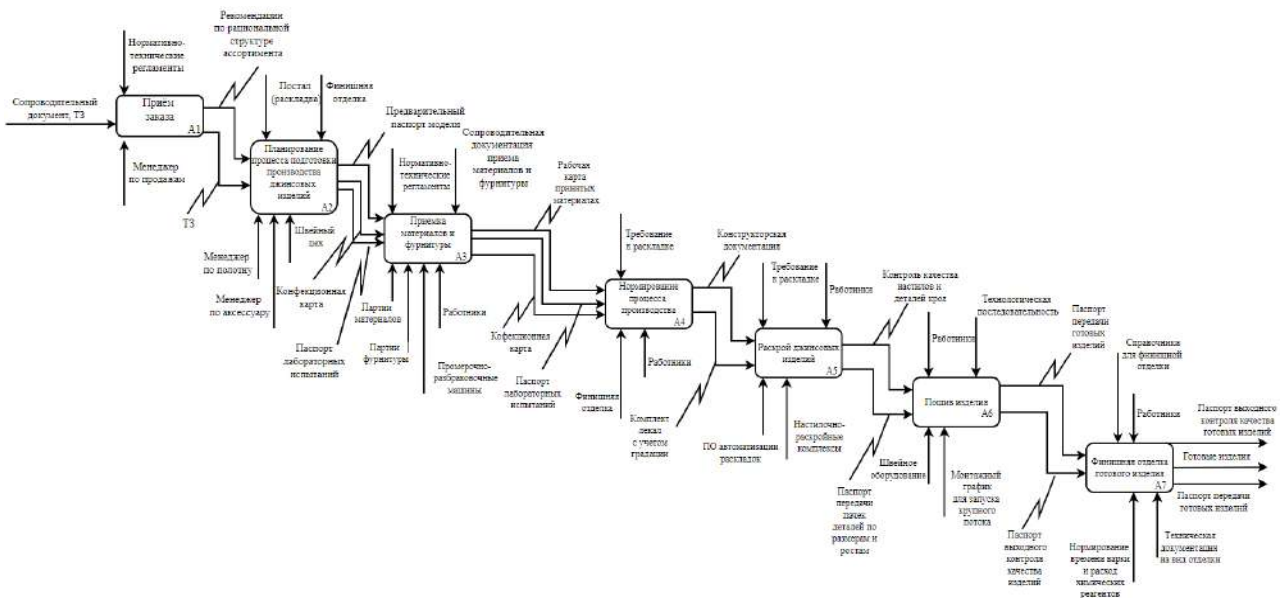 Рекомендации
по рациональной
структуре
ассортимента
Нормативно-
технические
регламенты
Сопроводительный
документ, ТЗ
Приём
заказа
A1
Менеджер
по продажам
ТЗ
Постал
(раскладка)
Финишная
отделка
Планирование
процесса подготовки
производства
джинсовых
изделий
A2
Менеджер
по полотну
Менеджер
по аксессуару
Швейный
цех
Конфекционная
карта
Паспорт
лабораторных
испытаний
Предварительный
паспорт модели
Нормативно-
технические
регламенты
Сопроводительная
документация
приема
материалов и
фурнитуры
Приемка
материалов и
фурнитуры
A3
Партии
материалов
Партии
фурнитуры
Промерочно-
разбраковочные
машины
Работники
Рабочая
карта
принятых
материалах
Кофекционная
карта
Паспорт
лабораторных
испытаний
Требование
к раскладке
Нормирование
процесса
производства
A4
Финишная
отделка
Работники
Конструкторская
документация
Комплект
лекал
с учетом
градации
Требование
к раскладке
Работники
Раскрой джинсовых
изделий
A5
ПО автоматизации
раскладок
Настилочно-
раскройные
комплексы
Контроль качества
настилов и
деталей кроя
Паспорт
передачи
пачек
деталей по
размерам и
ростам
Работники
Технологическая
последовательность
Пошив изделия
A6
Швейное
оборудование
Монтажный
график
для запуска
крупного
потока
Паспорт
передачи
готовых
изделий
Паспорт
выходного
контроля
качества
изделий
Справочники
для финишной
отделки
Работники
Финишная отделка
готового изделия
A7
Нормирование
времени варки
и расход
химических
реагентов
Техническая
документация
на вид отделки
Паспорт выходного
контроля качества
готовых изделий
Готовые изделия
Паспорт передачи
готовых изделий